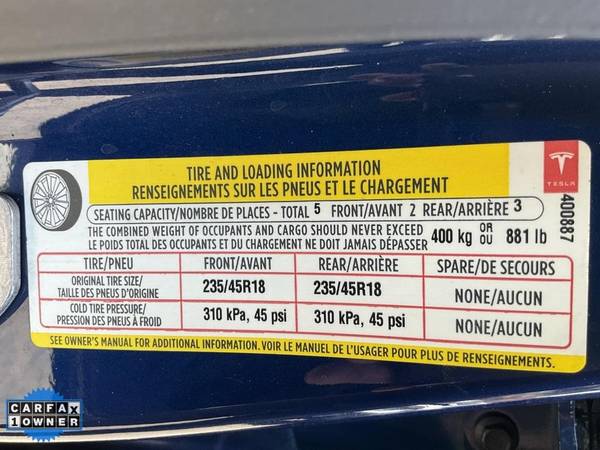 TIRE AND LOADING INFORMATION
RENSEIGNEMENTS SUR LES PNEUS ET LE CHARGEMENT
TESLA
400887
SEATING CAPACITY/NOMBRE DE PLACES - TOTAL 5 FRONT/AVANT 2 REAR/ARRIÈRE 3
THE COMBINED WEIGHT OF OCCUPANTS AND CARGO SHOULD NEVER EXCEED
LE POIDS TOTAL DES OCCUPANTS ET DU CHARGEMENT NE DOIT JAMAIS DÉPASSER
400 kg OR OU 881 lb
TIRE/PNEU FRONT/AVANT REAR/ARRIÈRE SPARE/DE SECOURS
ORIGINAL TIRE SIZE/
TAILLE DES PNEUS D'ORIGINE
235/45R18 235/45R18 NONE/AUCUN
COLD TIRE PRESSURE/
PRESSION DES PNEUS À FROID
310 kPa, 45 psi 310 kPa, 45 psi NONE/AUCUN
SEE OWNER'S MANUAL FOR ADDITIONAL INFORMATION. VOIR LE MANUEL DE L'USAGER POUR PLUS DE RENSEIGNEMENTS.
CARFAX
1 OWNER